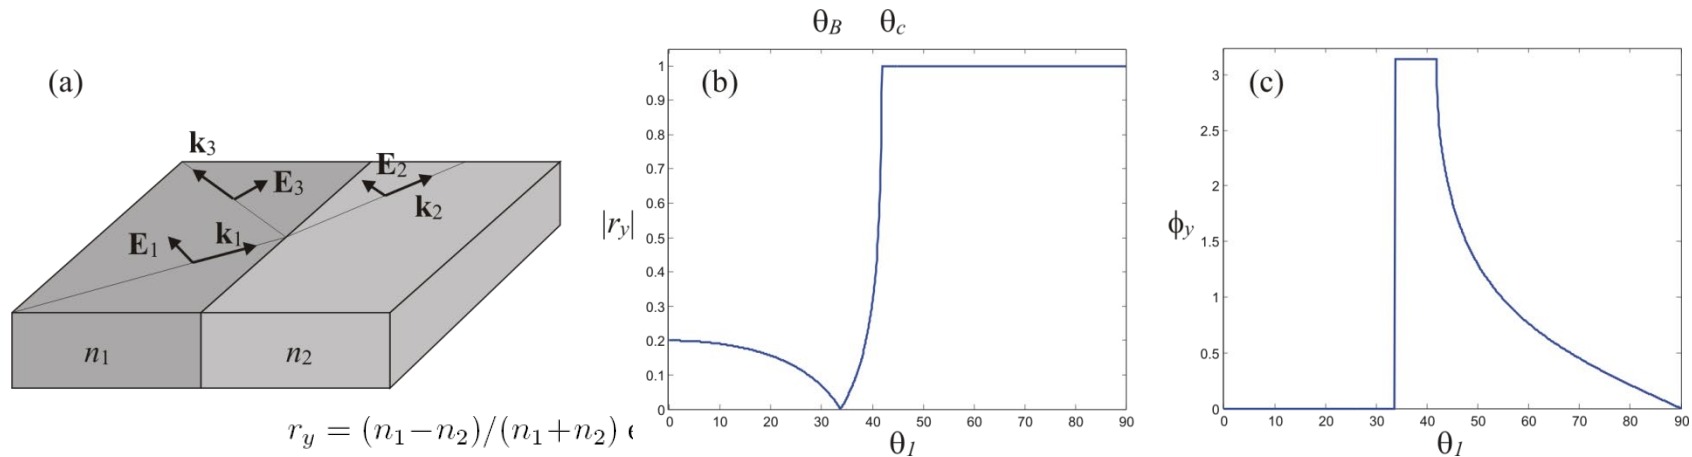 (a)
k3
E3
E2
k2
E1
k1
n1
n2
ry = (n1−n2)/(n1+n2)
θB θc
(b)
|ry|
1
0.9
0.8
0.7
0.6
0.5
0.4
0.3
0.2
0.1
0
0 10 20 30 40 50 60 70 80 90
θ1
(c)
ϕy
3
2.5
2
1.5
1
0.5
0
0 10 20 30 40 50 60 70 80 90
θ1